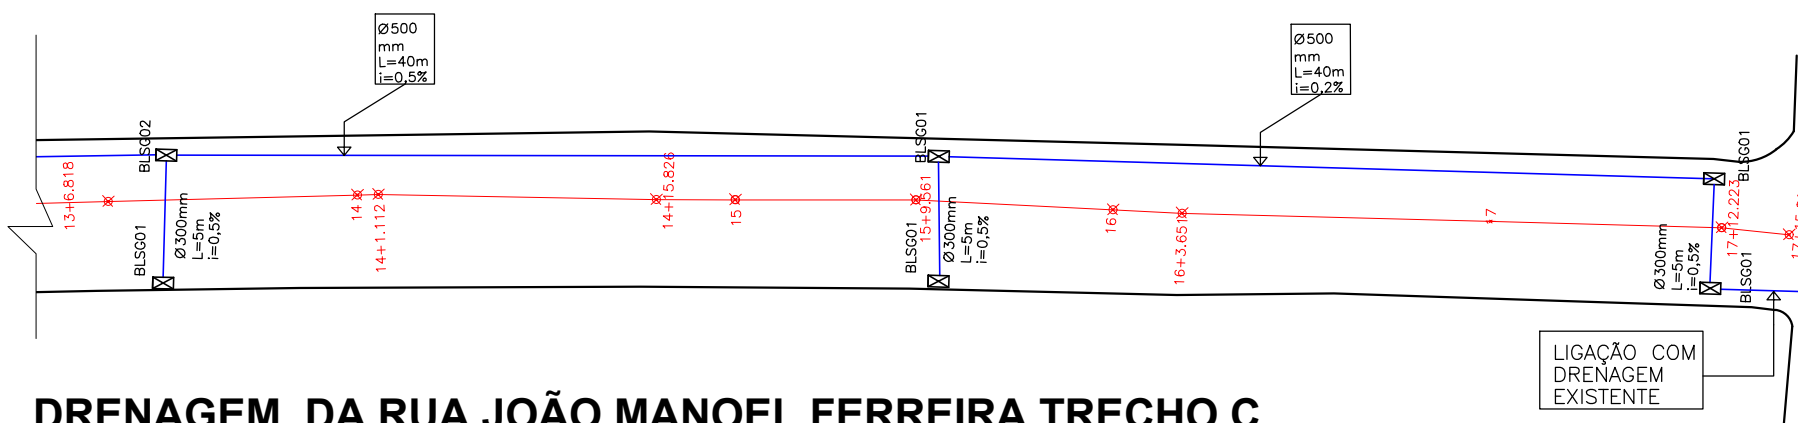 Ø500
mm
L=40m
i=0,5%
Ø500
mm
L=40m
i=0,2%
BLSG02
BLSG01
BLSG01
13+6.818
14
14+1.112
14+15.826
15
15+9.561
16
16+3.651
17+12.223
BLSG01
Ø300mm
L=5m
i=0,5%
BLSG01
Ø300mm
L=5m
i=0,5%
Ø300mm
L=5m
i=0,5%
BLSG01
LIGAÇÃO COM
DRENAGEM
EXISTENTE
DRENAGEM DA RUA JOÃO MANOEL FERREIRA TRECHO C